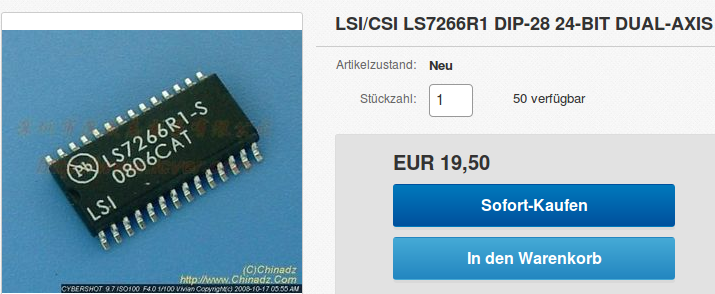 LSI/CSI LS7266R1 DIP-28 24-BIT DUAL-AXIS
Artikelzustand: Neu
Stückzahl: 1 50 verfügbar
EUR 19,50
Sofort-Kaufen
In den Warenkorb
LS7266R1-S
Pb 0806CAT
LSI
(C)Chinadz
http://www.Chinadz.Com
CYBERSHOT 9.7 ISO100 F4.0 1/100 Vivian Copyright(c) 2008-10-17 05:55 AM